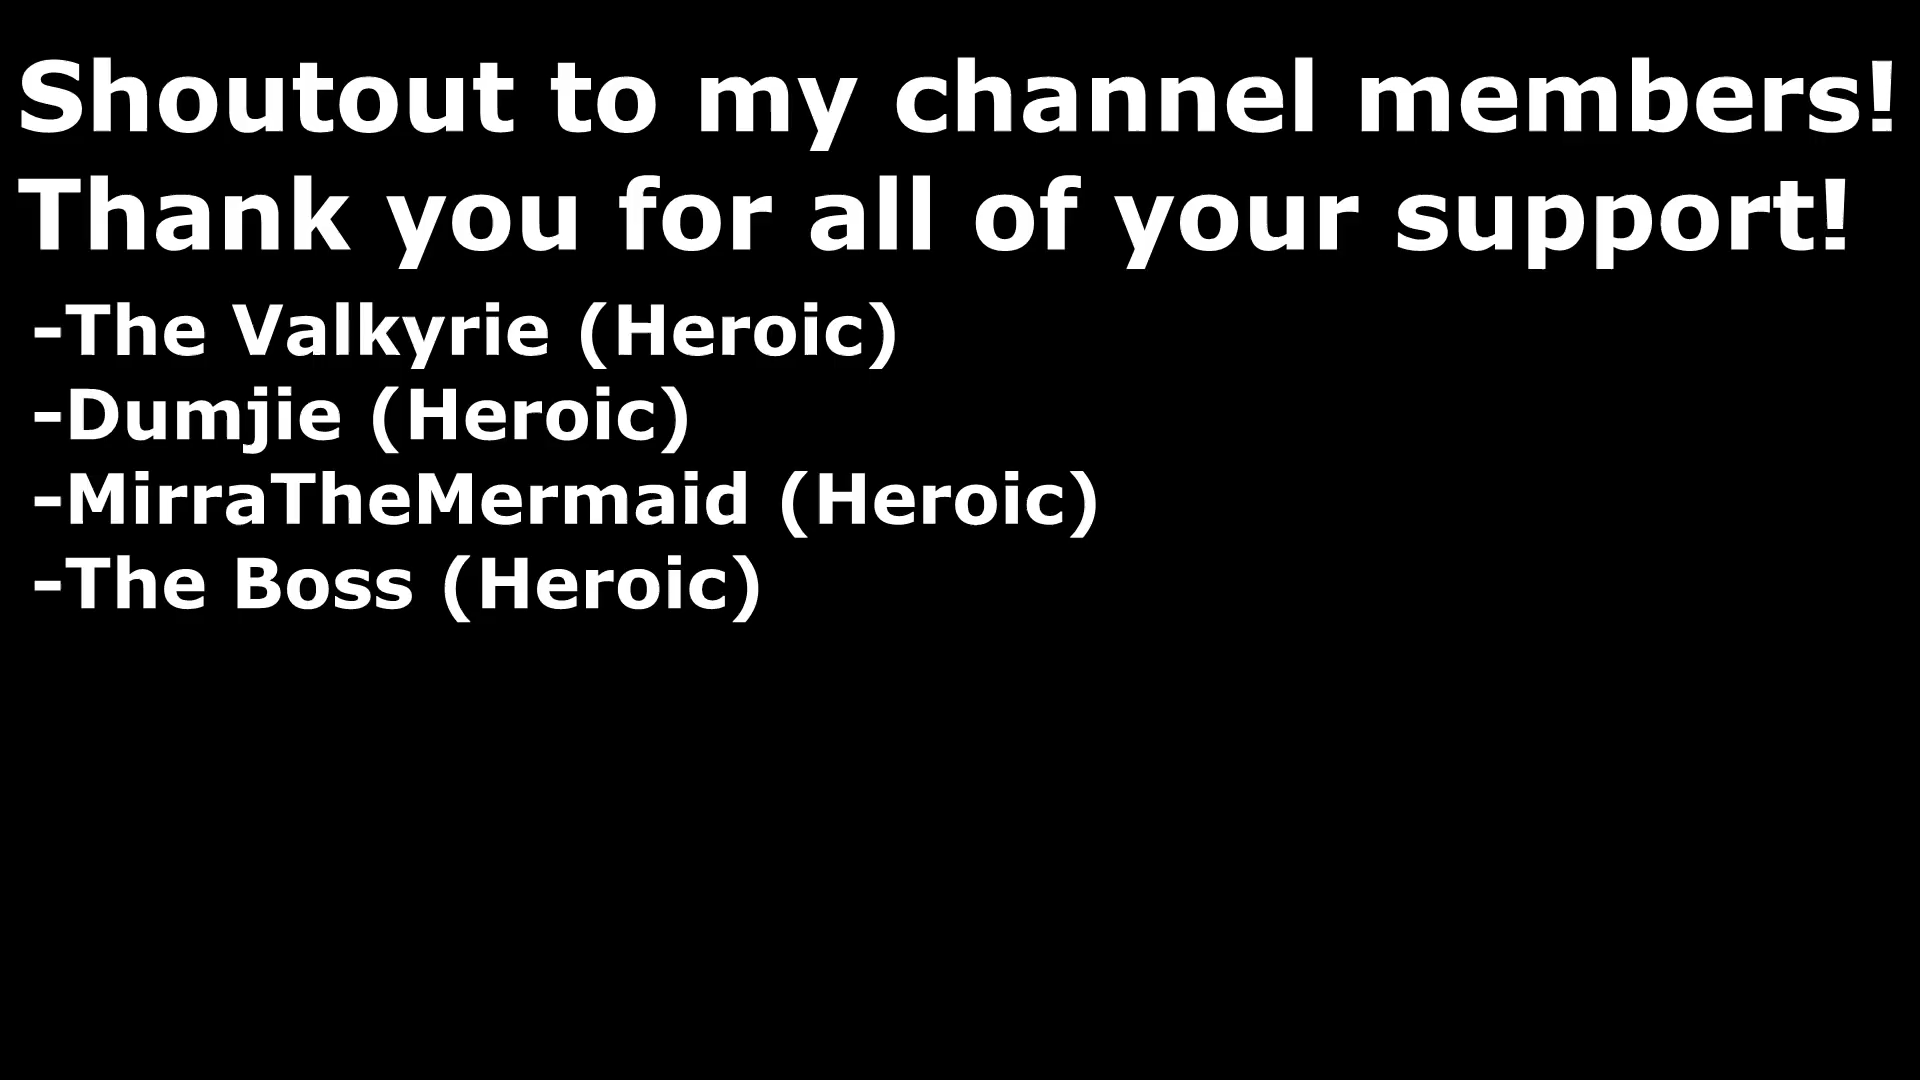 Shoutout to my channel members!
Thank you for all of your support!
-The Valkyrie (Heroic)
-Dumjie (Heroic)
-MirraTheMermaid (Heroic)
-The Boss (Heroic)